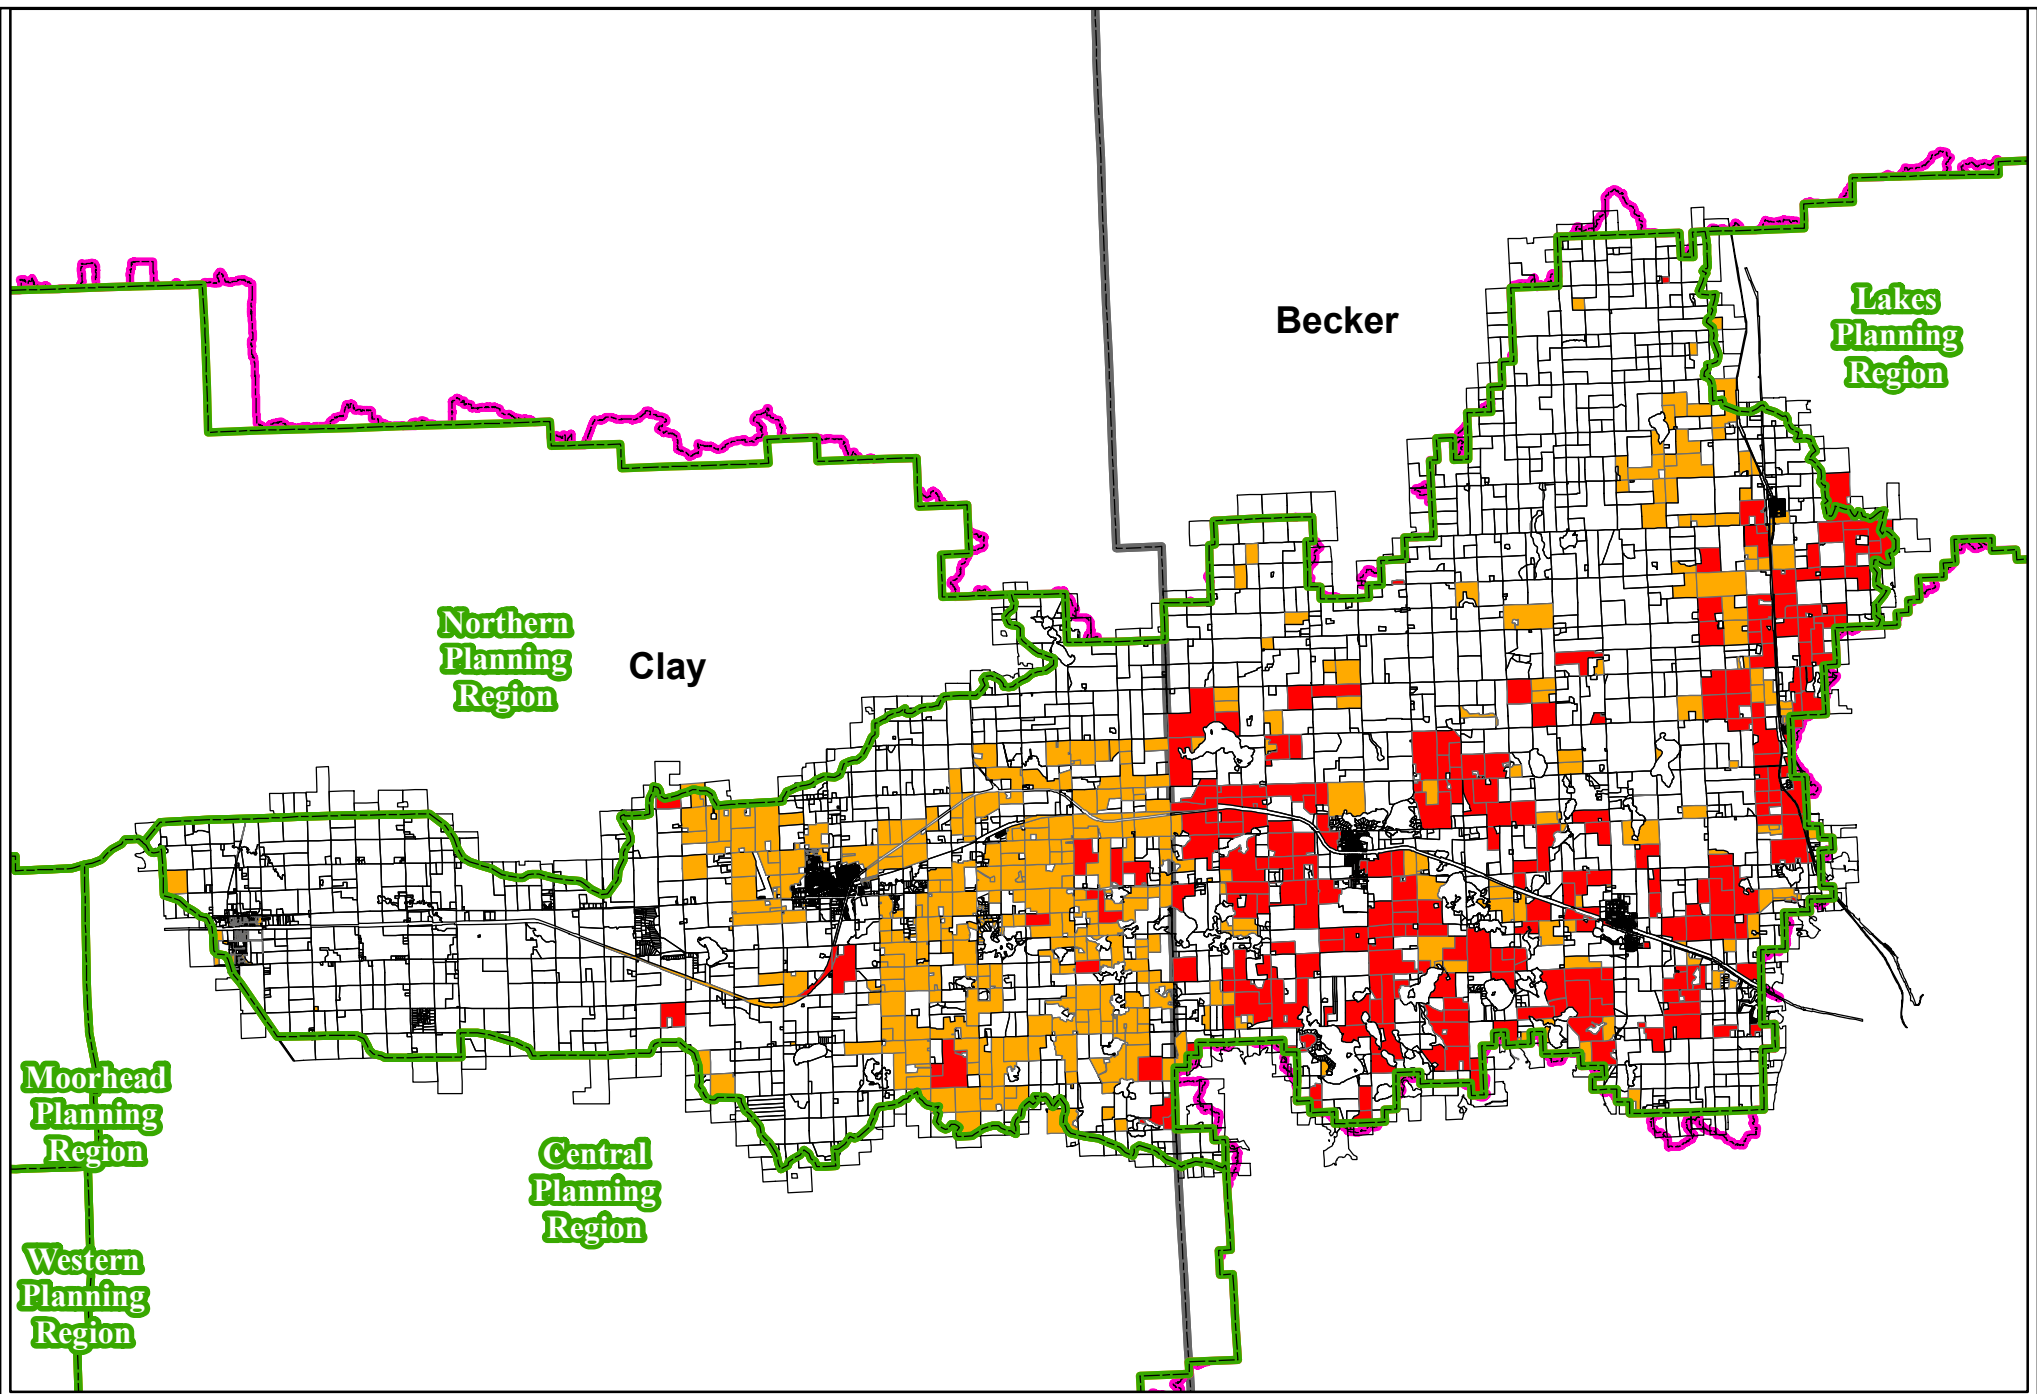 Becker
Lakes
Planning
Region
Northern
Planning
Region
Clay
Moorhead
Planning
Region
Central
Planning
Region
Western
Planning
Region